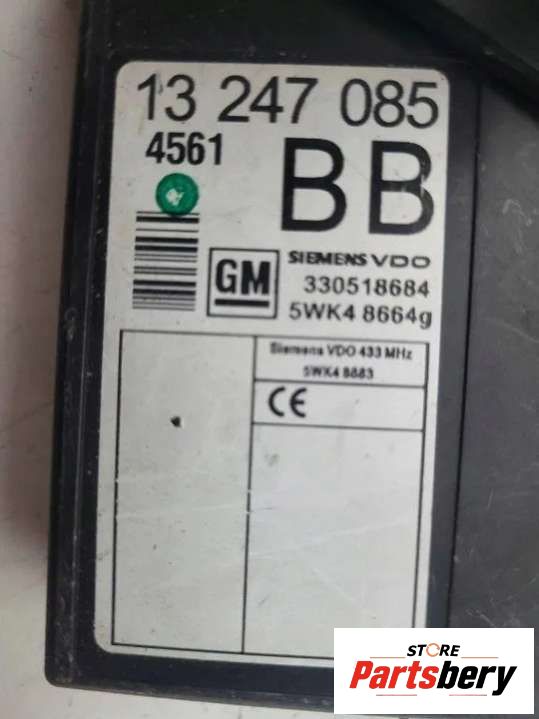 13 247 085
4561
BB
GM
SIEMENS VDO
330518684
5WK4 8664g
Siemens VDO 433 MHz
5WK4 8683
CE
STORE
Partsbery